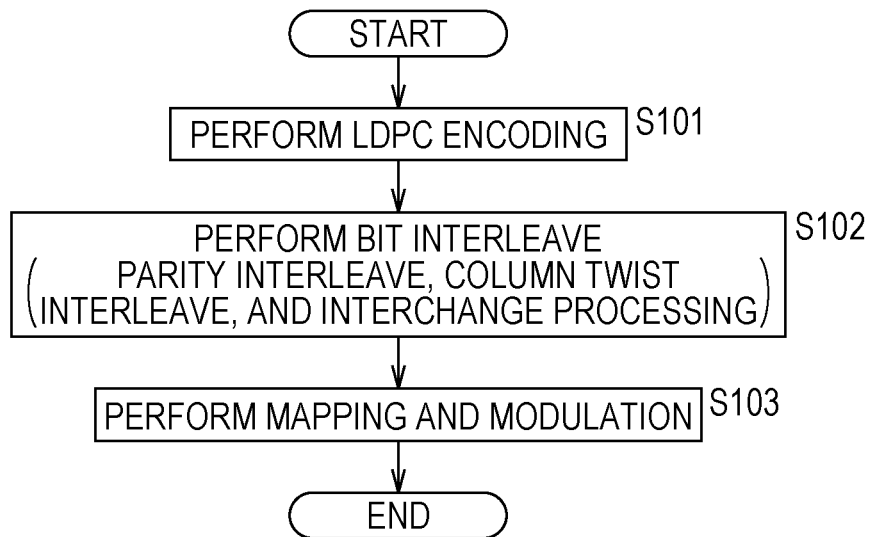 START
PERFORM LDPC ENCODING
S101
PERFORM BIT INTERLEAVE
(PARITY INTERLEAVE, COLUMN TWIST
INTERLEAVE, AND INTERCHANGE PROCESSING)
S102
PERFORM MAPPING AND MODULATION
S103
END